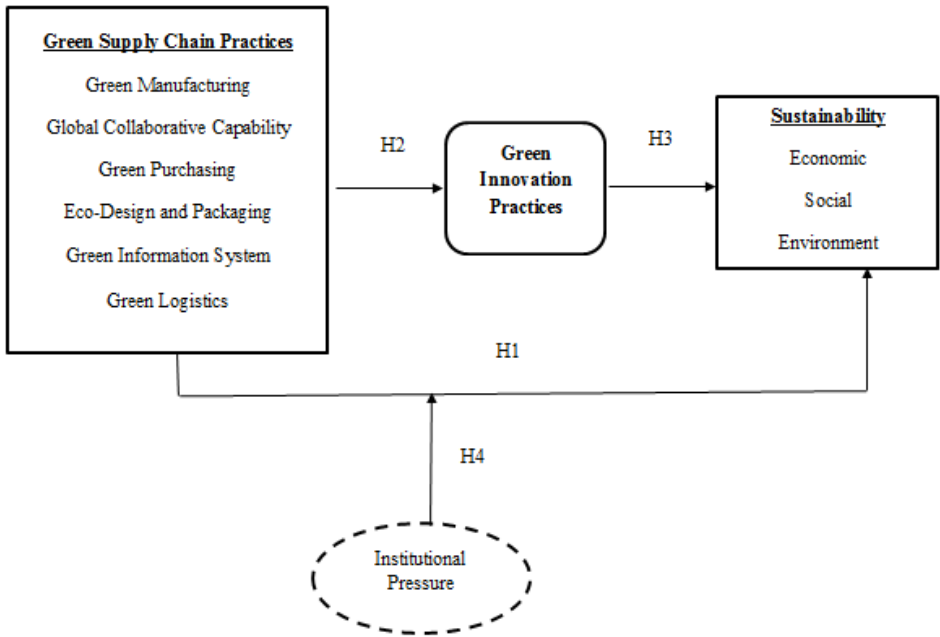 Green Supply Chain Practices
Green Manufacturing
Global Collaborative Capability
Green Purchasing
Eco-Design and Packaging
Green Information System
Green Logistics
H2
Green
Innovation
Practices
H3
Sustainability
Economic
Social
Environment
H1
H4
Institutional
Pressure